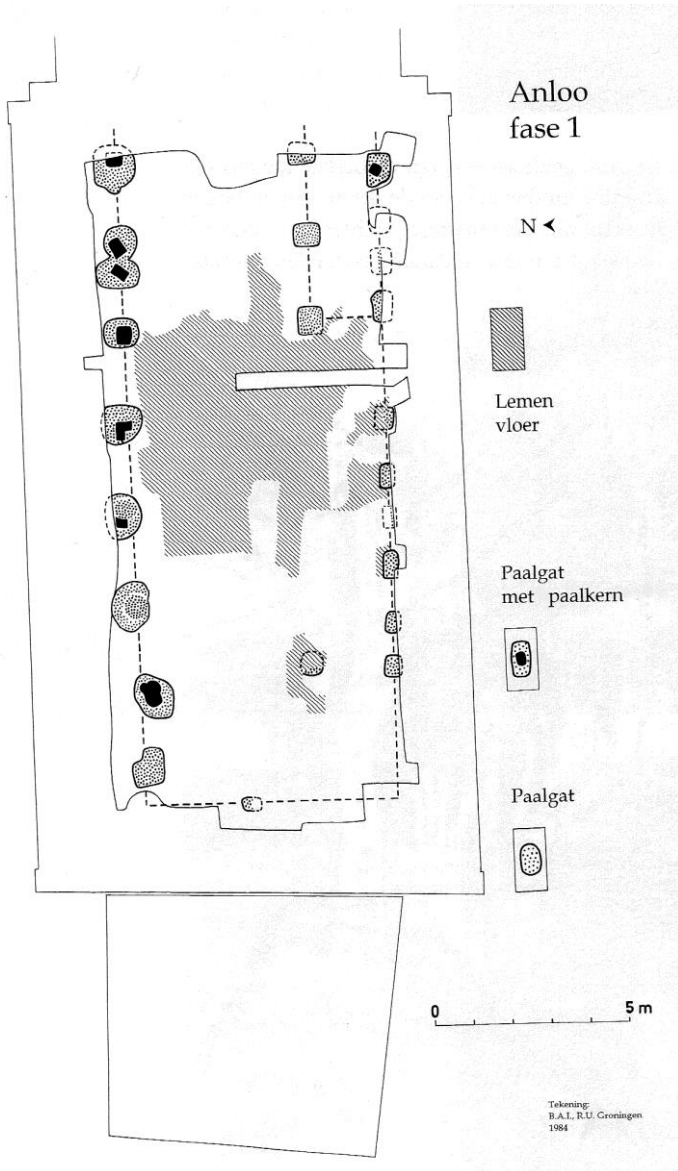 Anloo
fase 1
N
Lemen
vloer
Paalgat
met paalkern
Paalgat
0 5 m
Tekening:
B.A.I., R.U. Groningen
1984